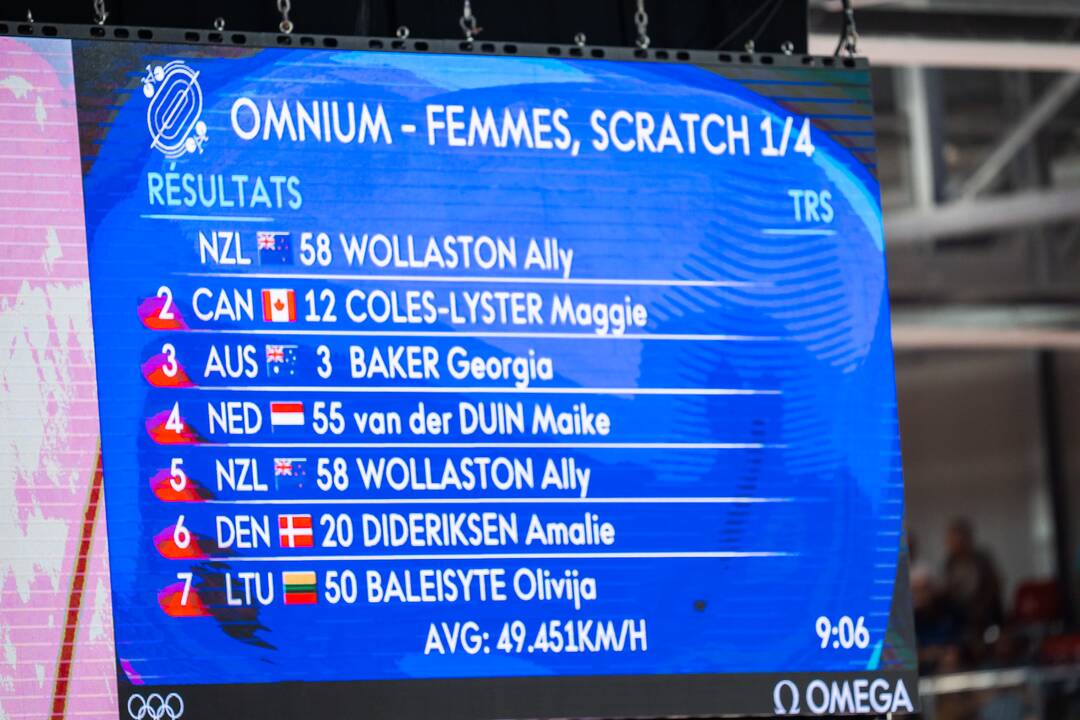 OMNIUM - FEMMES, SCRATCH 1/4
RÉSULTATS TRS
NZL 58 WOLLASTON Ally
2 CAN 12 COLES-LYSTER Maggie
3 AUS 3 BAKER Georgia
4 NED 55 van der DUIN Maike
5 NZL 58 WOLLASTON Ally
6 DEN 20 DIDERIKSEN Amalie
7 LTU 50 BALEISYTE Olivija
AVG: 49.451KM/H 9:06
Ω OMEGA